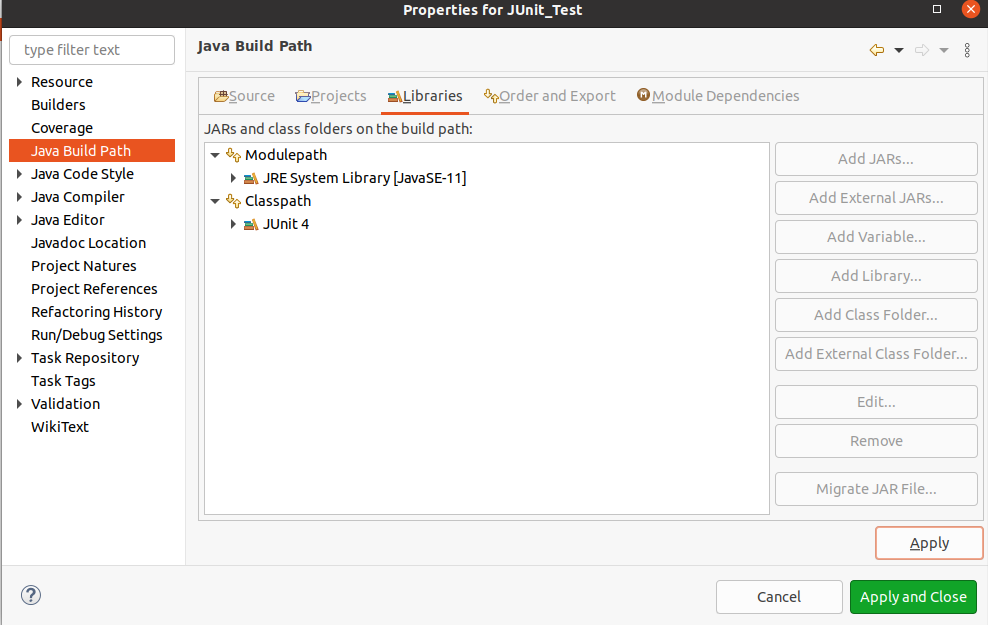 Properties for JUnit_Test
type filter text
Resource
Builders
Coverage
Java Build Path
Java Code Style
Java Compiler
Java Editor
Javadoc Location
Project Natures
Project References
Refactoring History
Run/Debug Settings
Task Repository
Task Tags
Validation
WikiText
Java Build Path
Source Projects Libraries Order and Export Module Dependencies
JARs and class folders on the build path:
Modulepath
JRE System Library [JavaSE-11]
Classpath
JUnit 4
Add JARs...
Add External JARs...
Add Variable...
Add Library...
Add Class Folder...
Add External Class Folder...
Edit...
Remove
Migrate JAR File...
Apply
Cancel Apply and Close